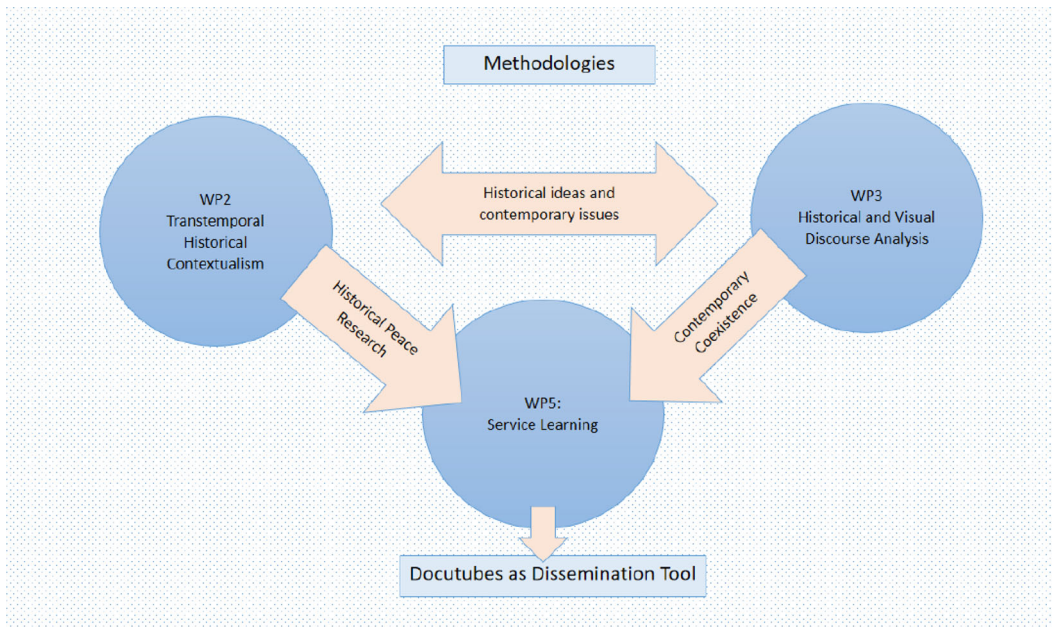 Methodologies
WP2
Transtemporal
Historical
Contextualism
Historical ideas and
contemporary issues
WP3
Historical and Visual
Discourse Analysis
Historical Peace
Research
Contemporary
Coexistence
WP5:
Service Learning
Docutubes as Dissemination Tool